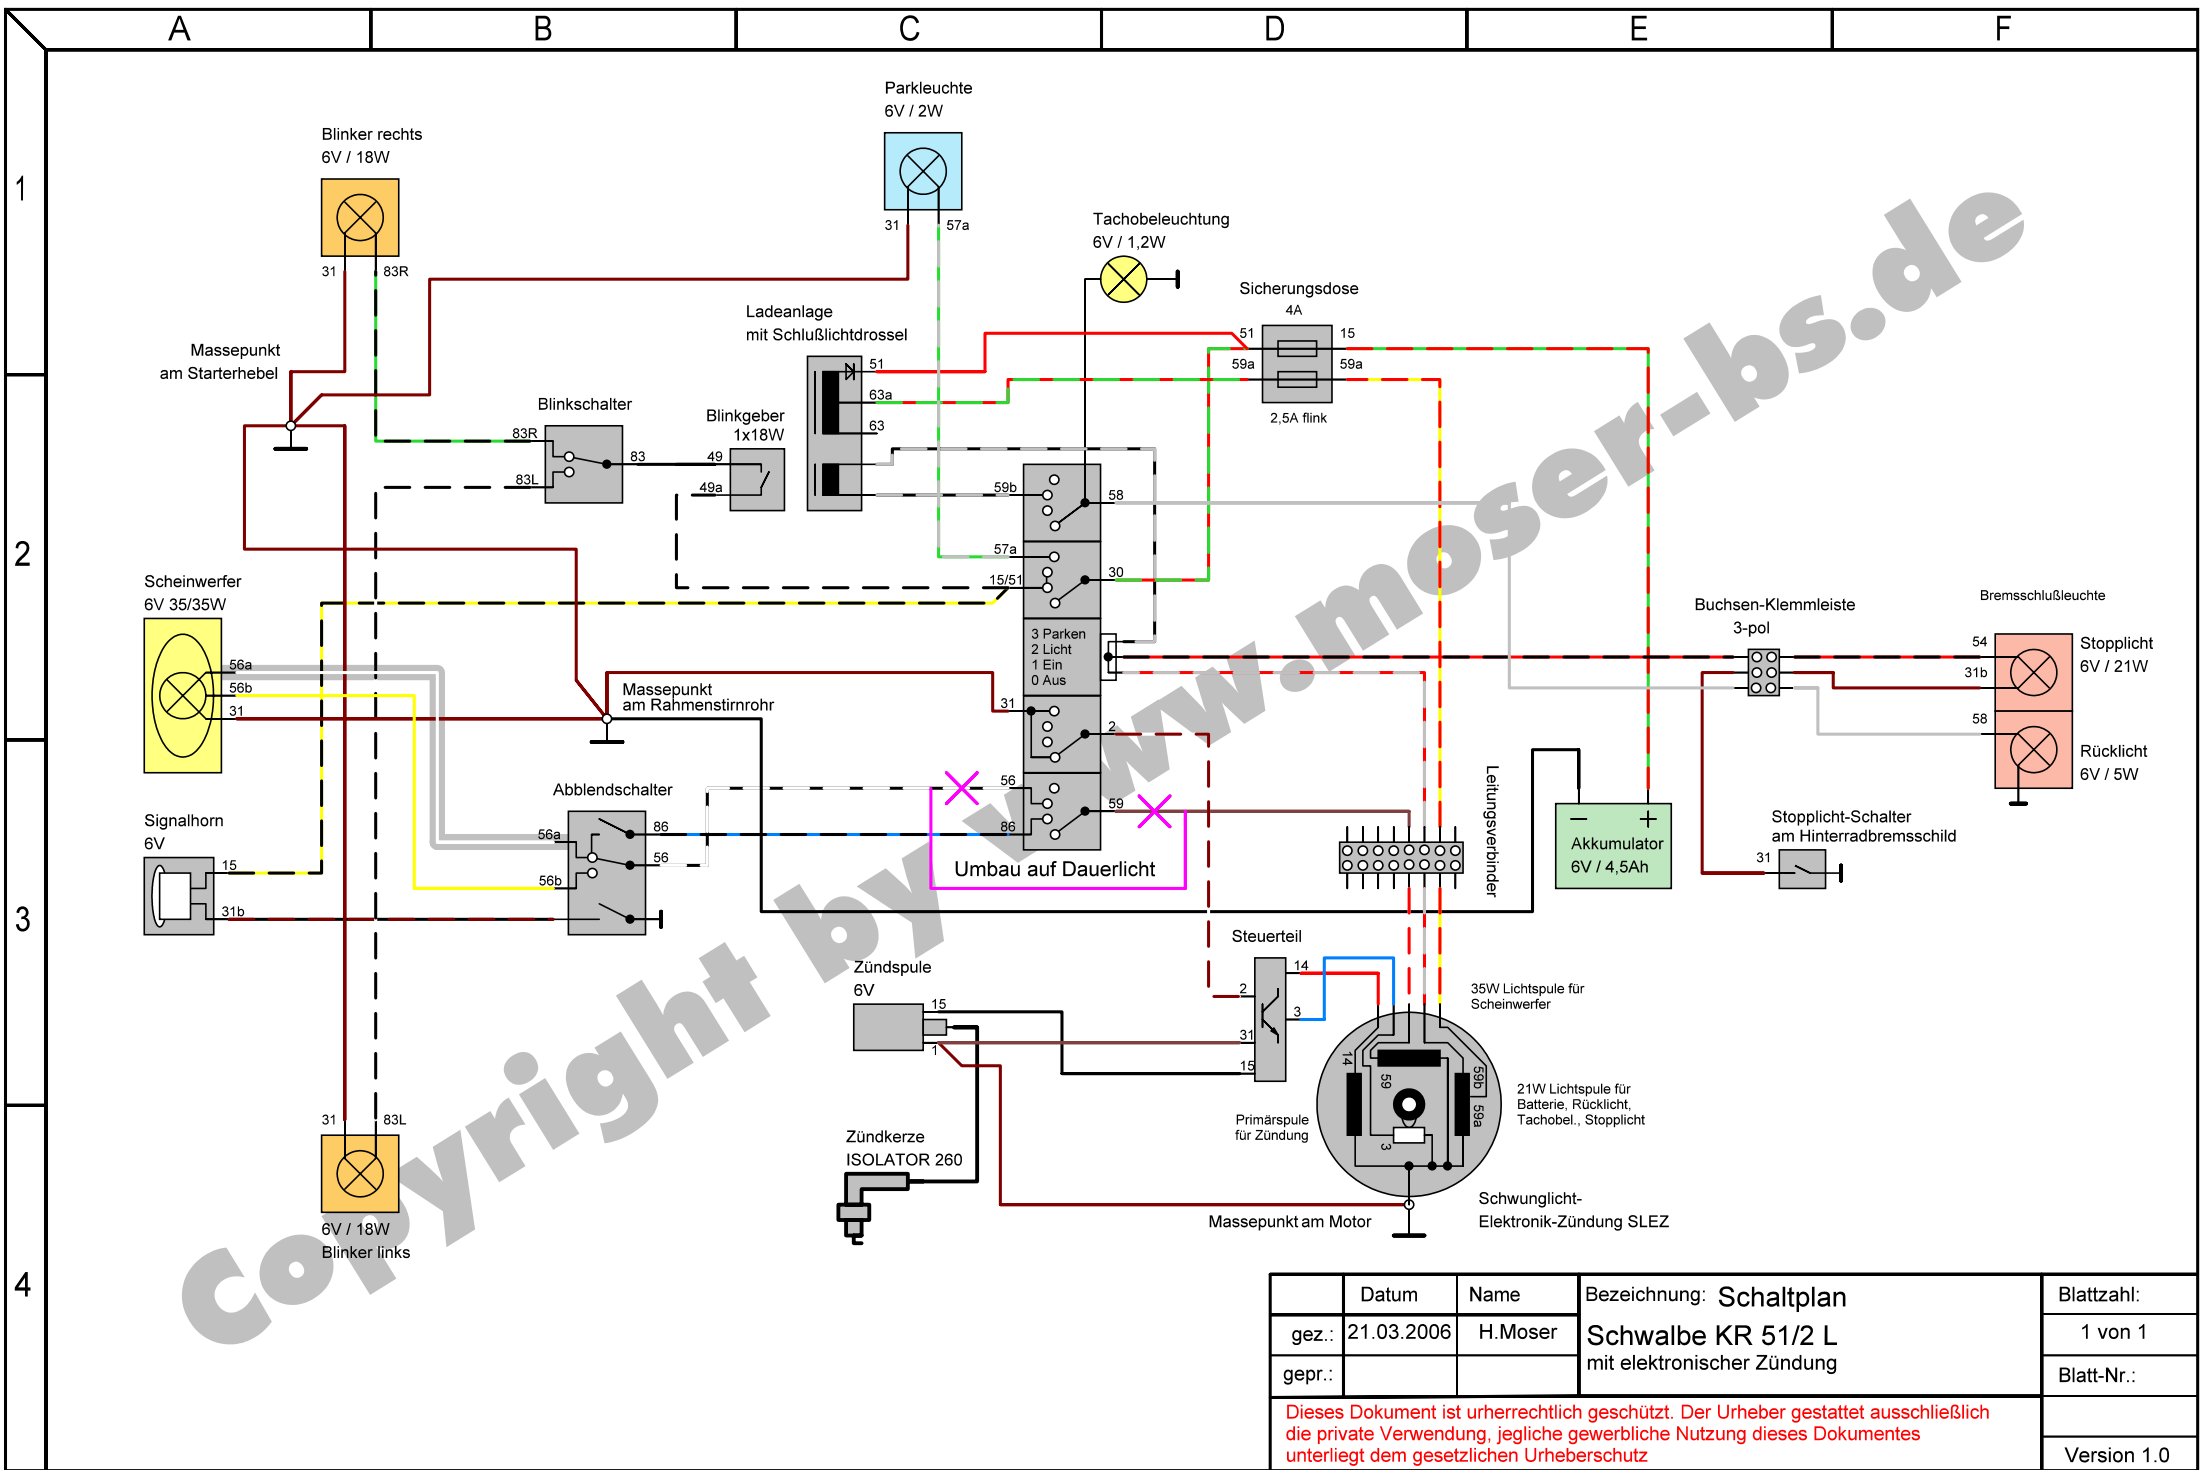 A B C D E F
1
2
3
4
Parkleuchte
6V / 2W
31 57a
Blinker rechts
6V / 18W
31 83R
Tachobeleuchtung
6V / 1,2W
Sicherungsdose
4A
51 15
59a 59a
2,5A flink
Ladeanlage
mit Schlußlichtdrossel
51
63a
63
Massepunkt
am Starterhebel
Blinkschalter
83R
83L
83
Blinkgeber
1x18W
49
49a
59b
58
57a
15/51
30
3 Parken
2 Licht
1 Ein
0 Aus
31
2
56
59
86
Umbau auf Dauerlicht
Scheinwerfer
6V 35/35W
56a
56b
31
Massepunkt
am Rahmenstirnrohr
Signalhorn
6V
15
31b
Abblendschalter
56a
56b
86
56
Leitungsverbinder
Akkumulator
6V / 4,5Ah
Buchsen-Klemmleiste
3-pol
Bremsschlußleuchte
54
31b
58
Stopplicht
6V / 21W
Rücklicht
6V / 5W
Stopplicht-Schalter
am Hinterradbremsschild
31
Steuerteil
14
2
3
31
15
Zündspule
6V
15
1
Zündkerze
ISOLATOR 260
35W Lichtspule für
Scheinwerfer
14
59
59b
59a
3
21W Lichtspule für
Batterie, Rücklicht,
Tachobel., Stopplicht
Primärspule
für Zündung
Schwunglicht-
Elektronik-Zündung SLEZ
Massepunkt am Motor
31 83L
6V / 18W
Blinker links
Copyright by www.moser-bs.de
Datum Name
gez.: 21.03.2006 H.Moser
gepr.:
Bezeichnung: Schaltplan
Schwalbe KR 51/2 L
mit elektronischer Zündung
Blattzahl:
1 von 1
Blatt-Nr.:
Version 1.0
Dieses Dokument ist urherrechtlich geschützt. Der Urheber gestattet ausschließlich
die private Verwendung, jegliche gewerbliche Nutzung dieses Dokumentes
unterliegt dem gesetzlichen Urheberschutz